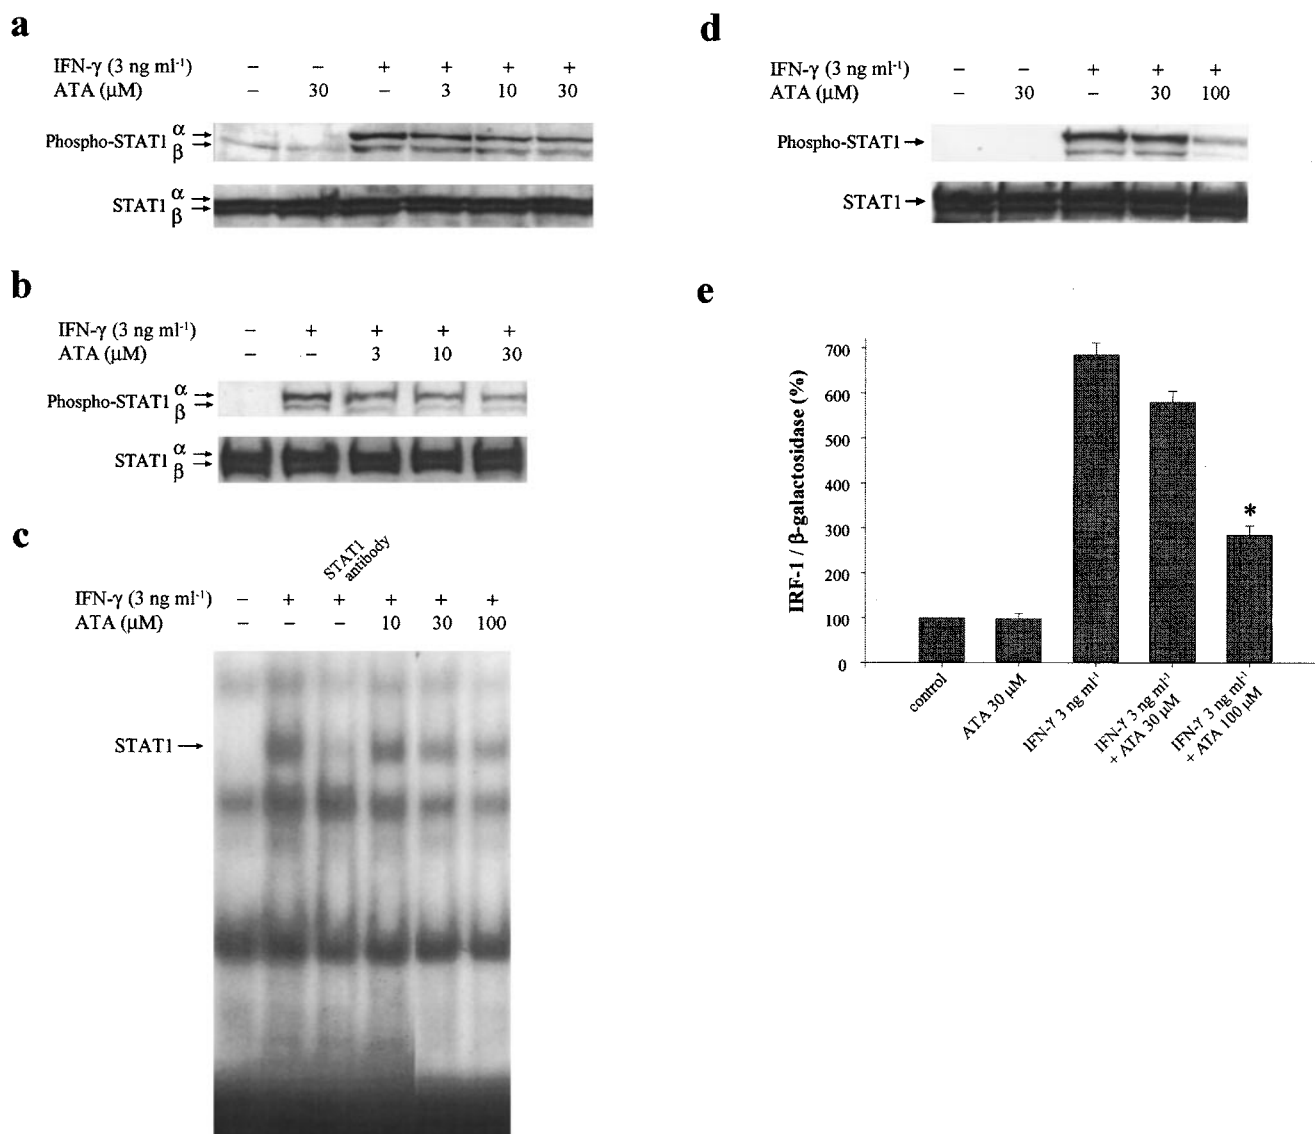 a
IFN-γ (3 ng ml⁻¹) − − + + + +
ATA (μM) − 30 − 3 10 30
Phospho-STAT1 α β
STAT1 α β
b
IFN-γ (3 ng ml⁻¹) − + + + +
ATA (μM) − − 3 10 30
Phospho-STAT1 α β
STAT1 α β
c
STAT1
antibody
IFN-γ (3 ng ml⁻¹) − + + + + +
ATA (μM) − − − 10 30 100
STAT1
d
IFN-γ (3 ng ml⁻¹) − − + + +
ATA (μM) − 30 − 30 100
Phospho-STAT1
STAT1
e
IRF-1 / β-galactosidase (%)
700
600
500
400
300
200
100
0
*
control
ATA 30 μM
IFN-γ 3 ng ml⁻¹
IFN-γ 3 ng ml⁻¹
+ ATA 30 μM
IFN-γ 3 ng ml⁻¹
+ ATA 100 μM